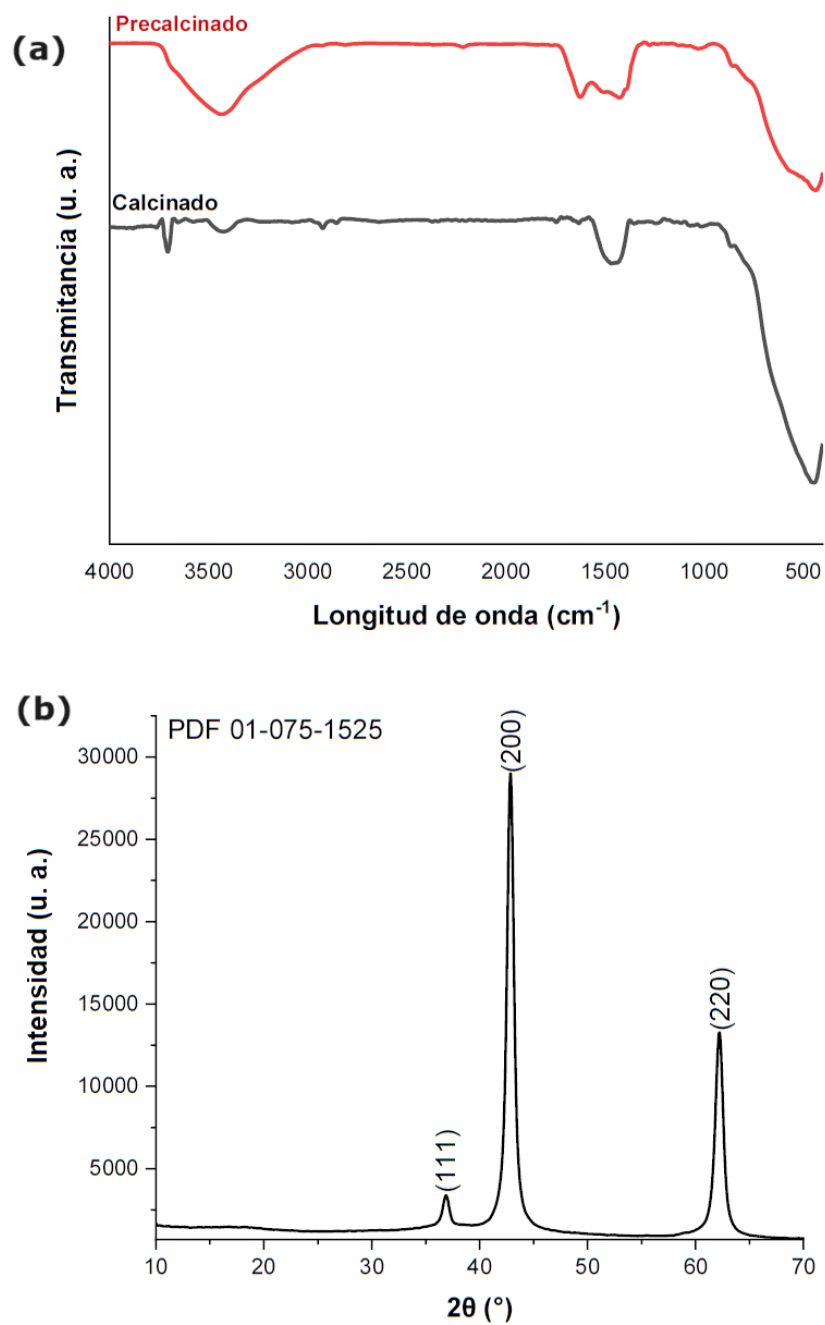 (a)
Precalcinado
Calcinado
Transmitancia (u. a.)
4000 3500 3000 2500 2000 1500 1000 500
Longitud de onda (cm⁻¹)
(b)
PDF 01-075-1525
(200)
(220)
(111)
30000
25000
20000
15000
10000
5000
Intensidad (u. a.)
10 20 30 40 50 60 70
2θ (°)